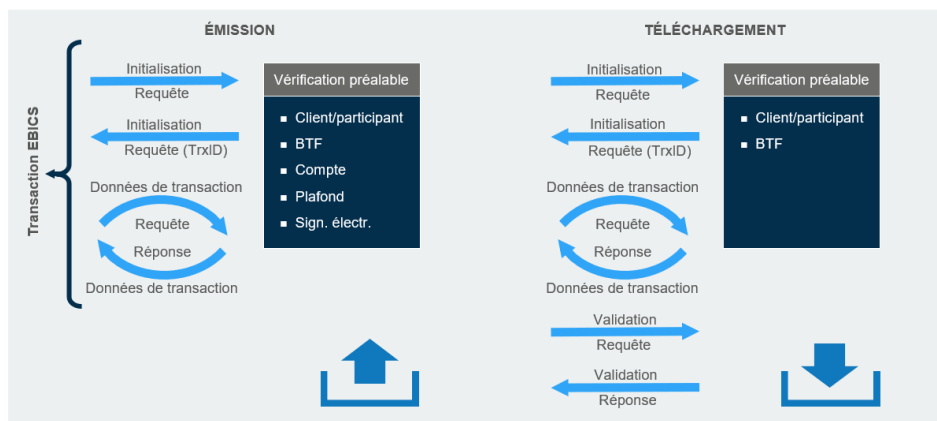 ÉMISSION
Transaction EBICS
Initialisation
Requête
Initialisation
Requête (TrxID)
Données de transaction
Requête
Réponse
Données de transaction
Vérification préalable
Client/participant
BTF
Compte
Plafond
Sign. électr.
TÉLÉCHARGEMENT
Initialisation
Requête
Initialisation
Requête (TrxID)
Données de transaction
Requête
Réponse
Données de transaction
Validation
Requête
Validation
Réponse
Vérification préalable
Client/participant
BTF